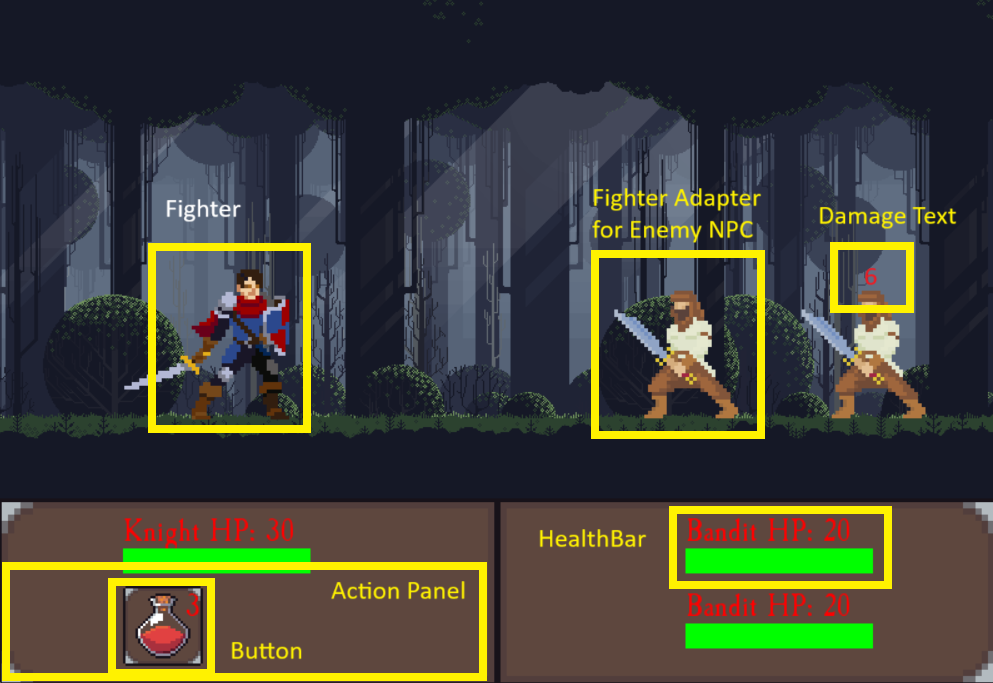 Fighter
Fighter Adapter
for Enemy NPC
Damage Text
6
Knight HP: 30
HealthBar
Bandit HP: 20
Action Panel
3
Button
Bandit HP: 20